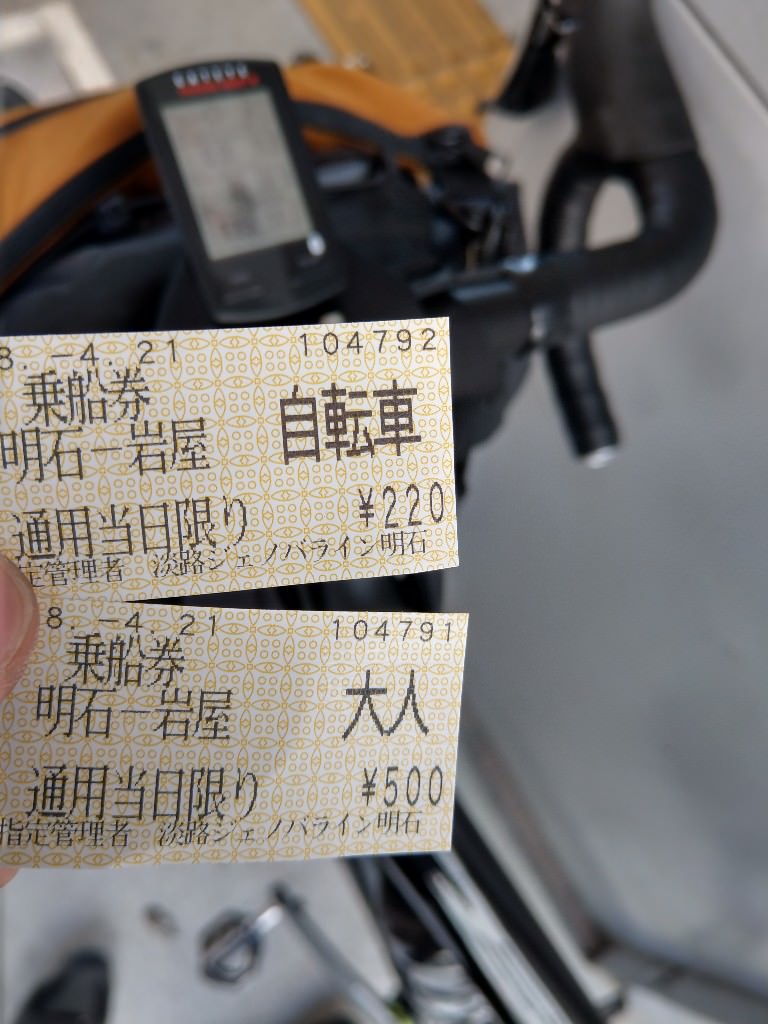 8. -4. 21 104792
乗船券
自転車
明石－岩屋
通用当日限り ¥220
定管理者 淡路ジェノバライン明石
8. -4. 21 104791
乗船券
大人
明石－岩屋
通用当日限り ¥500
指定管理者 淡路ジェノバライン明石